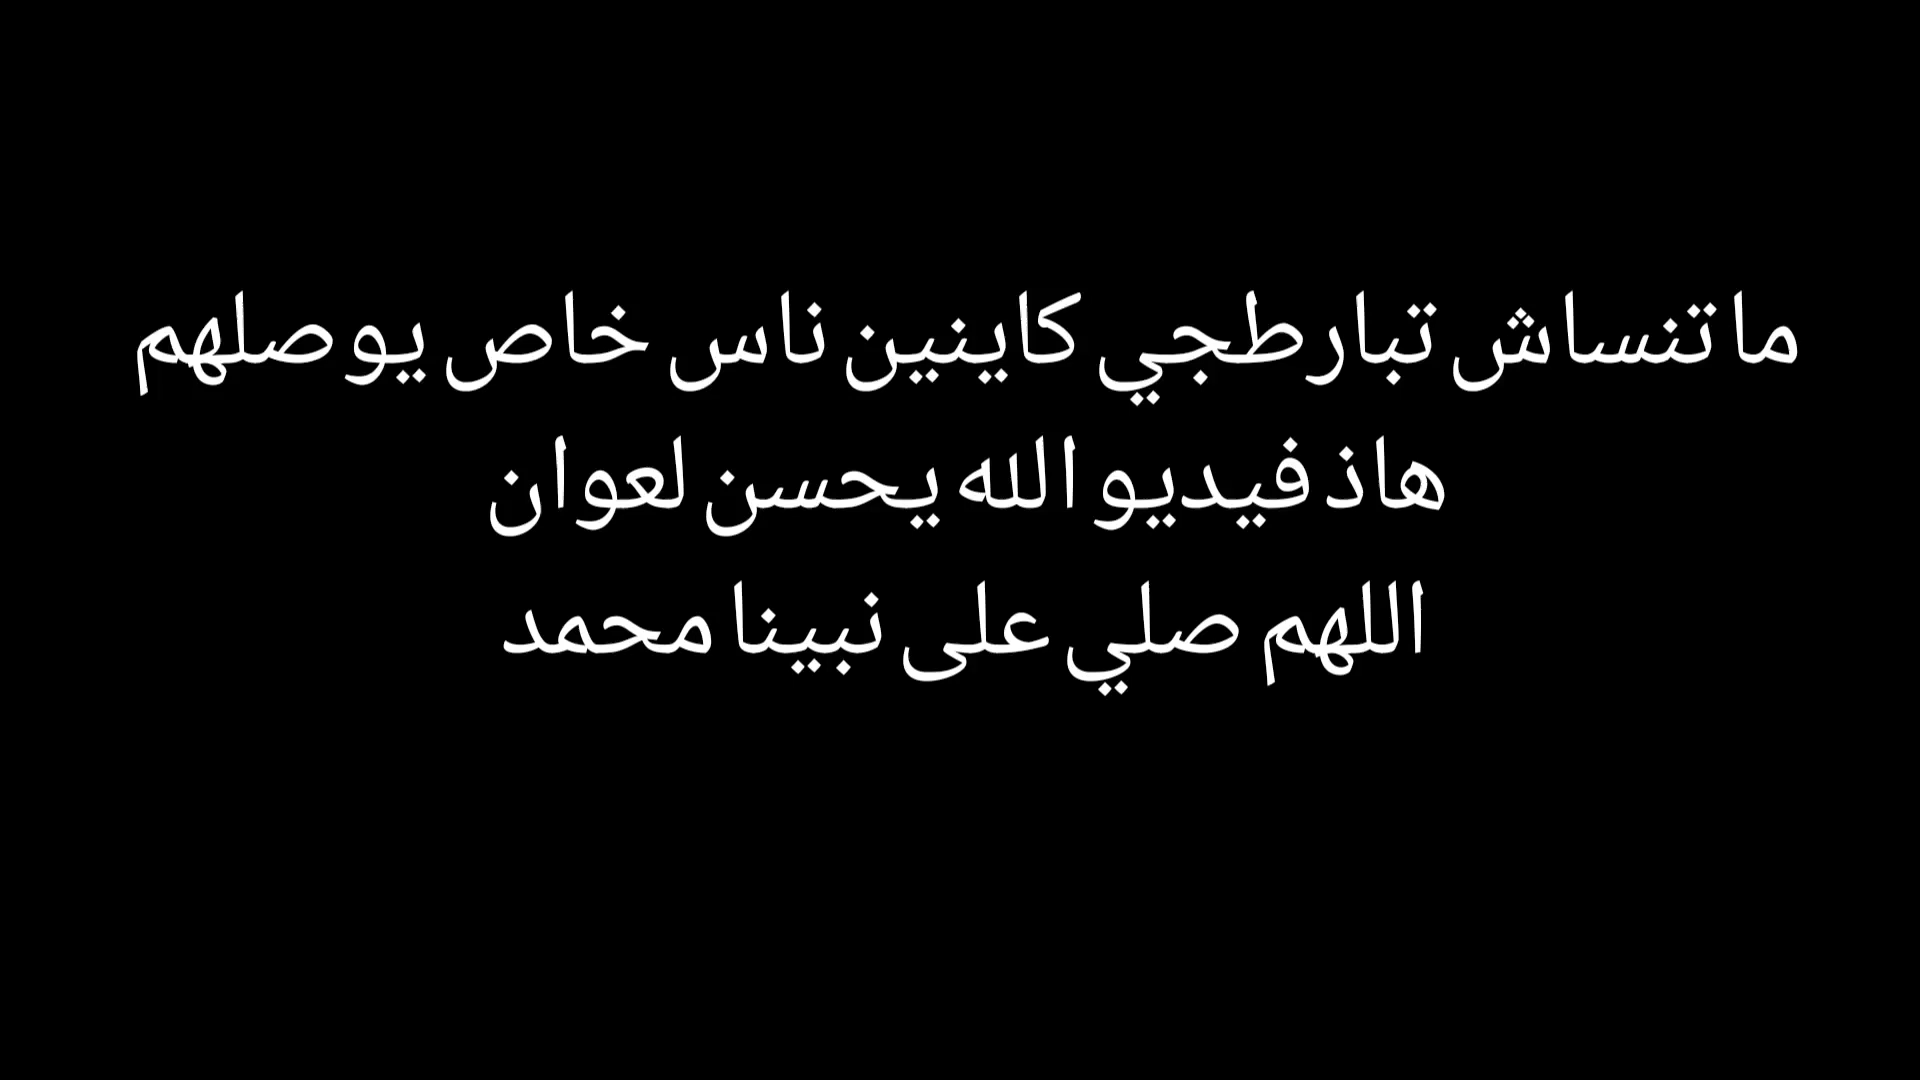 ما تنساش تبارطجي كاينين ناس خاص يوصلهم
هاذ فيديو الله يحسن لعوان
اللهم صلي على نبينا محمد